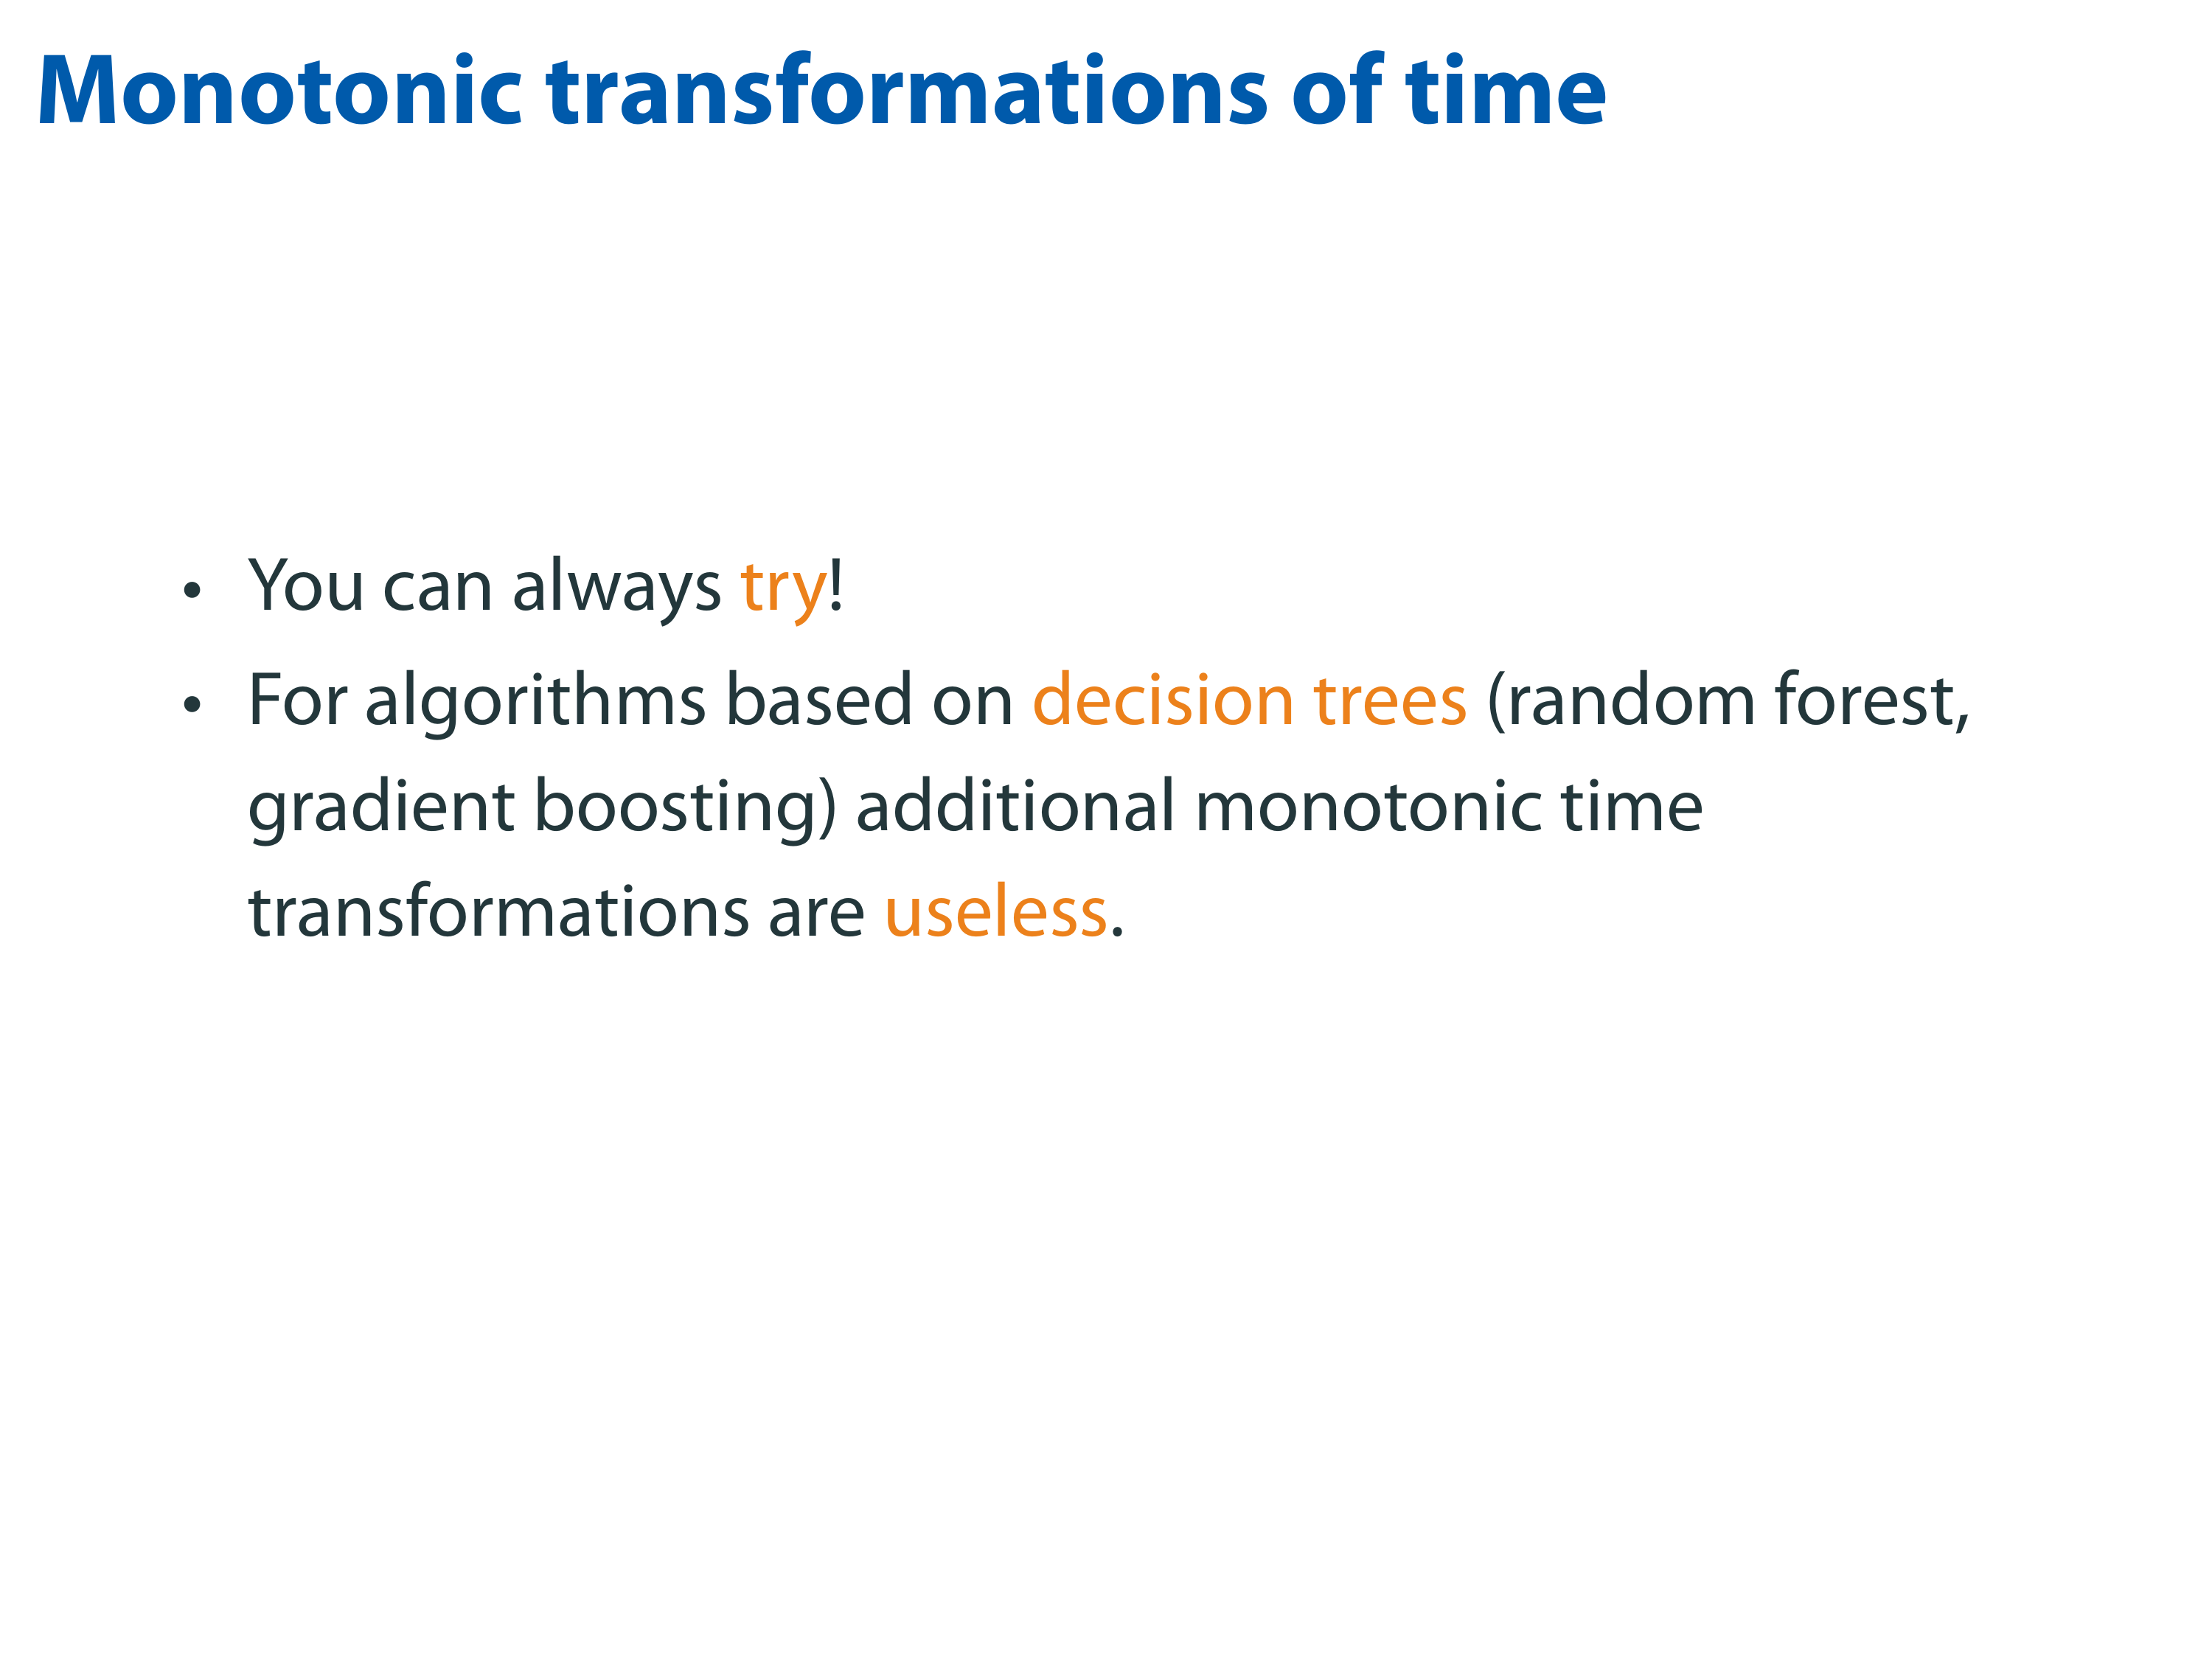 Monotonic transformations of time
• You can always try!
• For algorithms based on decision trees (random forest,
gradient boosting) additional monotonic time
transformations are useless.